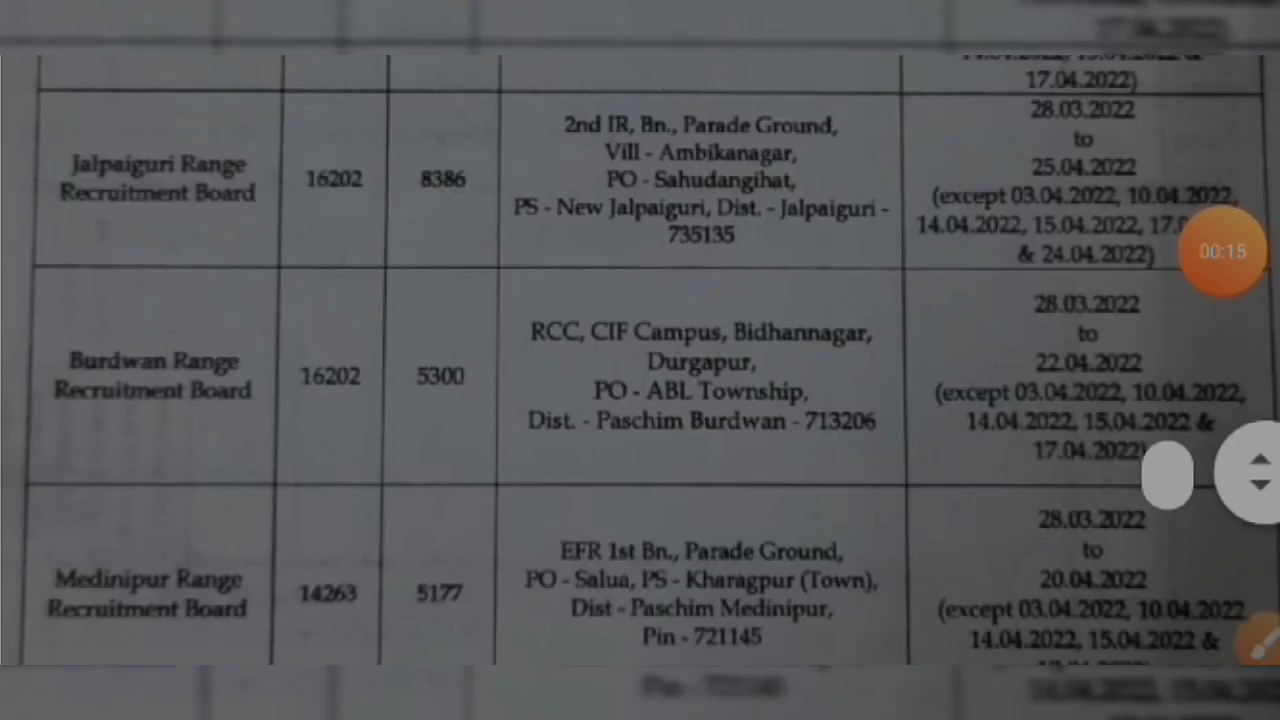 17.04.2022)
17.04.2022)
Jalpaiguri Range
Recruitment Board
16202
8386
2nd IR, Bn., Parade Ground,
Vill - Ambikanagar,
PO - Sahudangihat,
PS - New Jalpaiguri, Dist. - Jalpaiguri -
735135
28.03.2022
to
25.04.2022
(except 03.04.2022, 10.04.2022,
14.04.2022, 15.04.2022,
& 24.04.2022)
00:15
Burdwan Range
Recruitment Board
16202
5300
RCC, CIF Campus, Bidhannagar,
Durgapur,
PO - ABL Township,
Dist. - Paschim Burdwan - 713206
28.03.2022
to
22.04.2022
(except 03.04.2022, 10.04.2022,
14.04.2022, 15.04.2022 &
17.04.2022)
Medinipur Range
Recruitment Board
14263
5177
EFR 1st Bn., Parade Ground,
PO - Salua, PS - Kharagpur (Town),
Dist - Paschim Medinipur,
Pin - 721145
28.03.2022
to
20.04.2022
(except 03.04.2022, 10.04.2022
14.04.2022, 15.04.2022 &
Pin - 721145